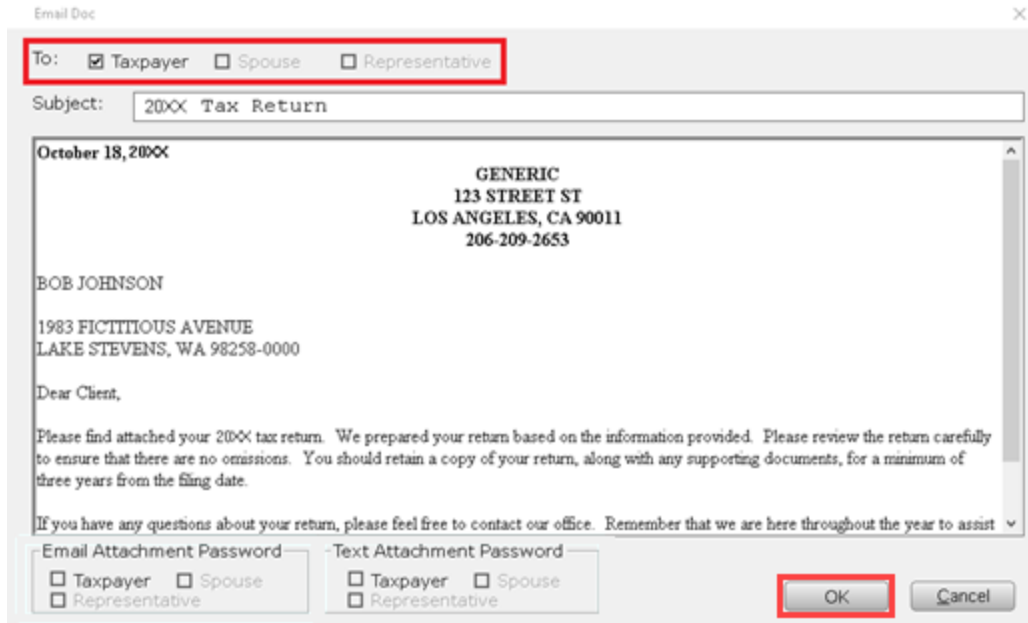 Email Doc
To: Taxpayer Spouse Representative
Subject: 20XX Tax Return
October 18, 20XX
GENERIC
123 STREET ST
LOS ANGELES, CA 90011
206-209-2653
BOB JOHNSON
1983 FICTITIOUS AVENUE
LAKE STEVENS, WA 98258-0000
Dear Client,
Please find attached your 20XX tax return. We prepared your return based on the information provided. Please review the return carefully
to ensure that there are no omissions. You should retain a copy of your return, along with any supporting documents, for a minimum of
three years from the filing date.
If you have any questions about your return, please feel free to contact our office. Remember that we are here throughout the year to assist
Email Attachment Password Text Attachment Password
Taxpayer Spouse Taxpayer Spouse
Representative Representative
OK Cancel